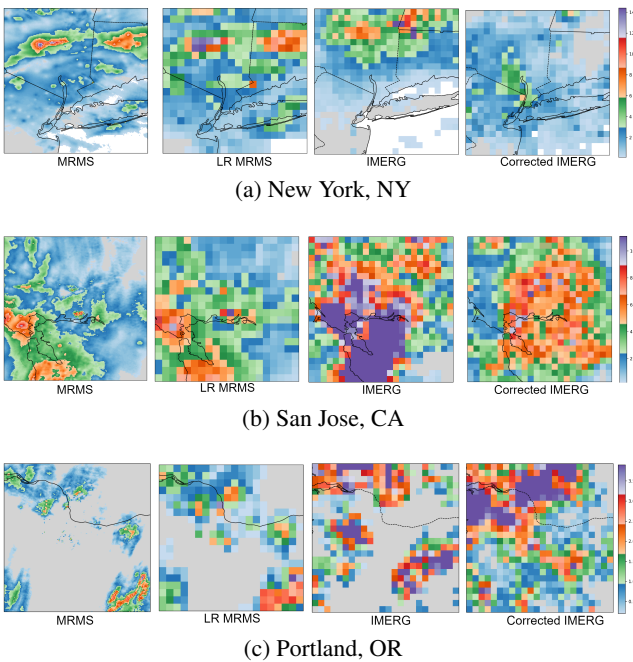 MRMS LR MRMS IMERG Corrected IMERG
(a) New York, NY
MRMS LR MRMS IMERG Corrected IMERG
(b) San Jose, CA
MRMS LR MRMS IMERG Corrected IMERG
(c) Portland, OR